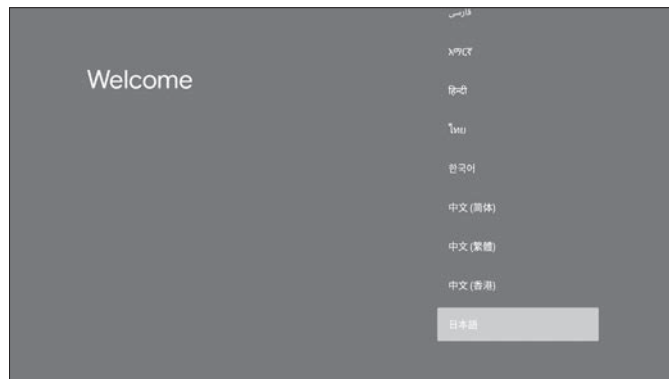 Welcome
فارسی
አማርኛ
हिन्दी
ไทย
한국어
中文 (简体)
中文 (繁體)
中文 (香港)
日本語